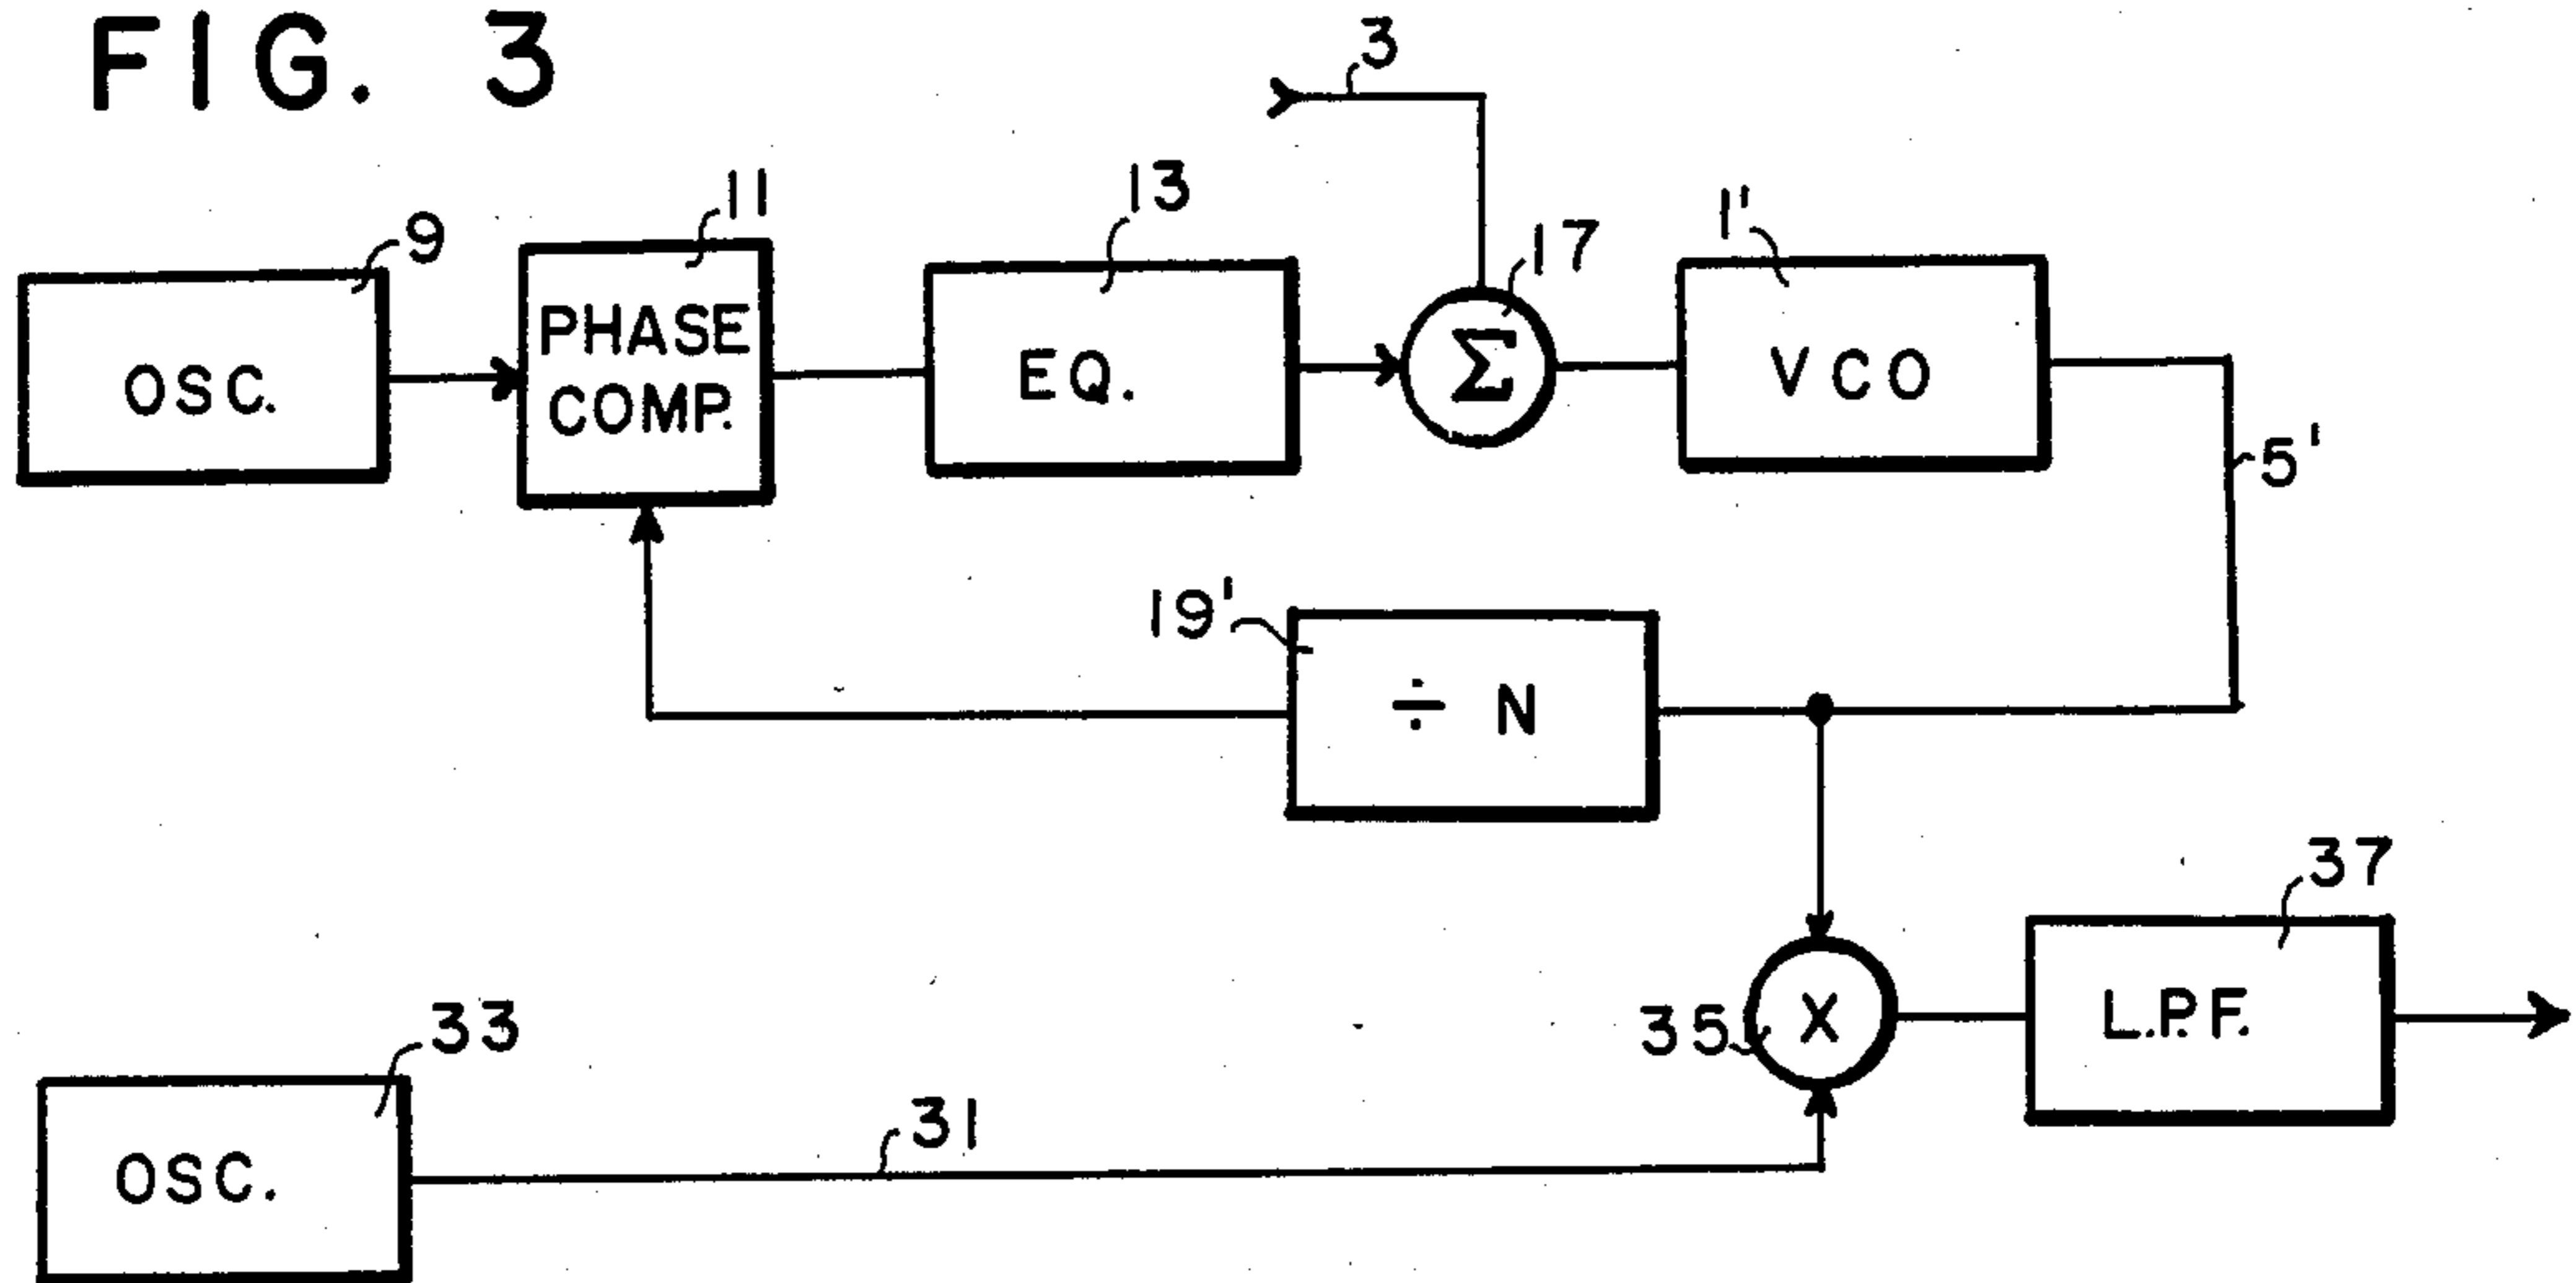 FIG. 3
3
9
11
13
17
1'
OSC.
PHASE
COMP.
EQ.
Σ
VCO
5'
19'
÷ N
37
35
X
L.P.F.
33
31
OSC.